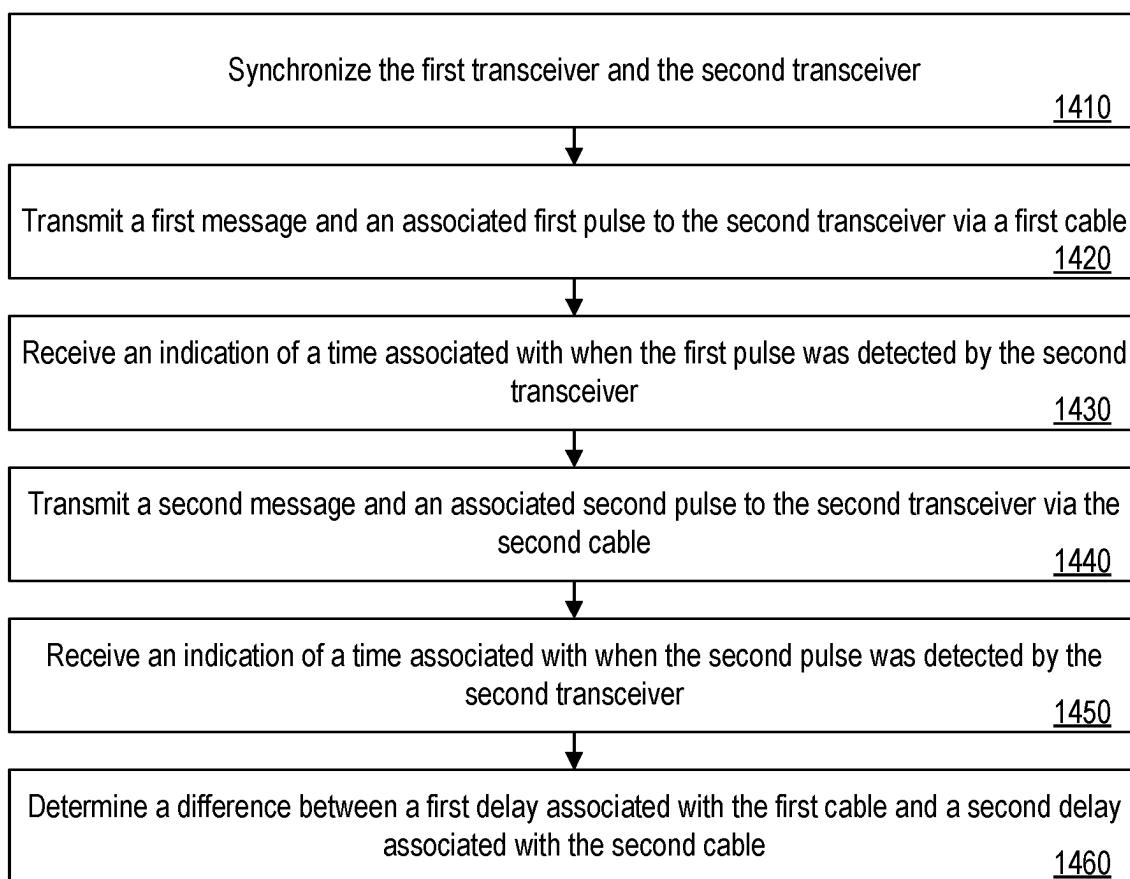 Synchronize the first transceiver and the second transceiver
1410
Transmit a first message and an associated first pulse to the second transceiver via a first cable
1420
Receive an indication of a time associated with when the first pulse was detected by the second
transceiver
1430
Transmit a second message and an associated second pulse to the second transceiver via the
second cable
1440
Receive an indication of a time associated with when the second pulse was detected by the
second transceiver
1450
Determine a difference between a first delay associated with the first cable and a second delay
associated with the second cable
1460